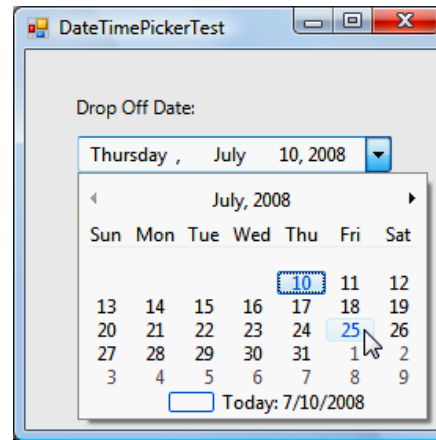 DateTimePickerTest
Drop Off Date:
Thursday , July 10, 2008
July, 2008
Sun Mon Tue Wed Thu Fri Sat
10 11 12
13 14 15 16 17 18 19
20 21 22 23 24 25 26
27 28 29 30 31 1 2
3 4 5 6 7 8 9
Today: 7/10/2008